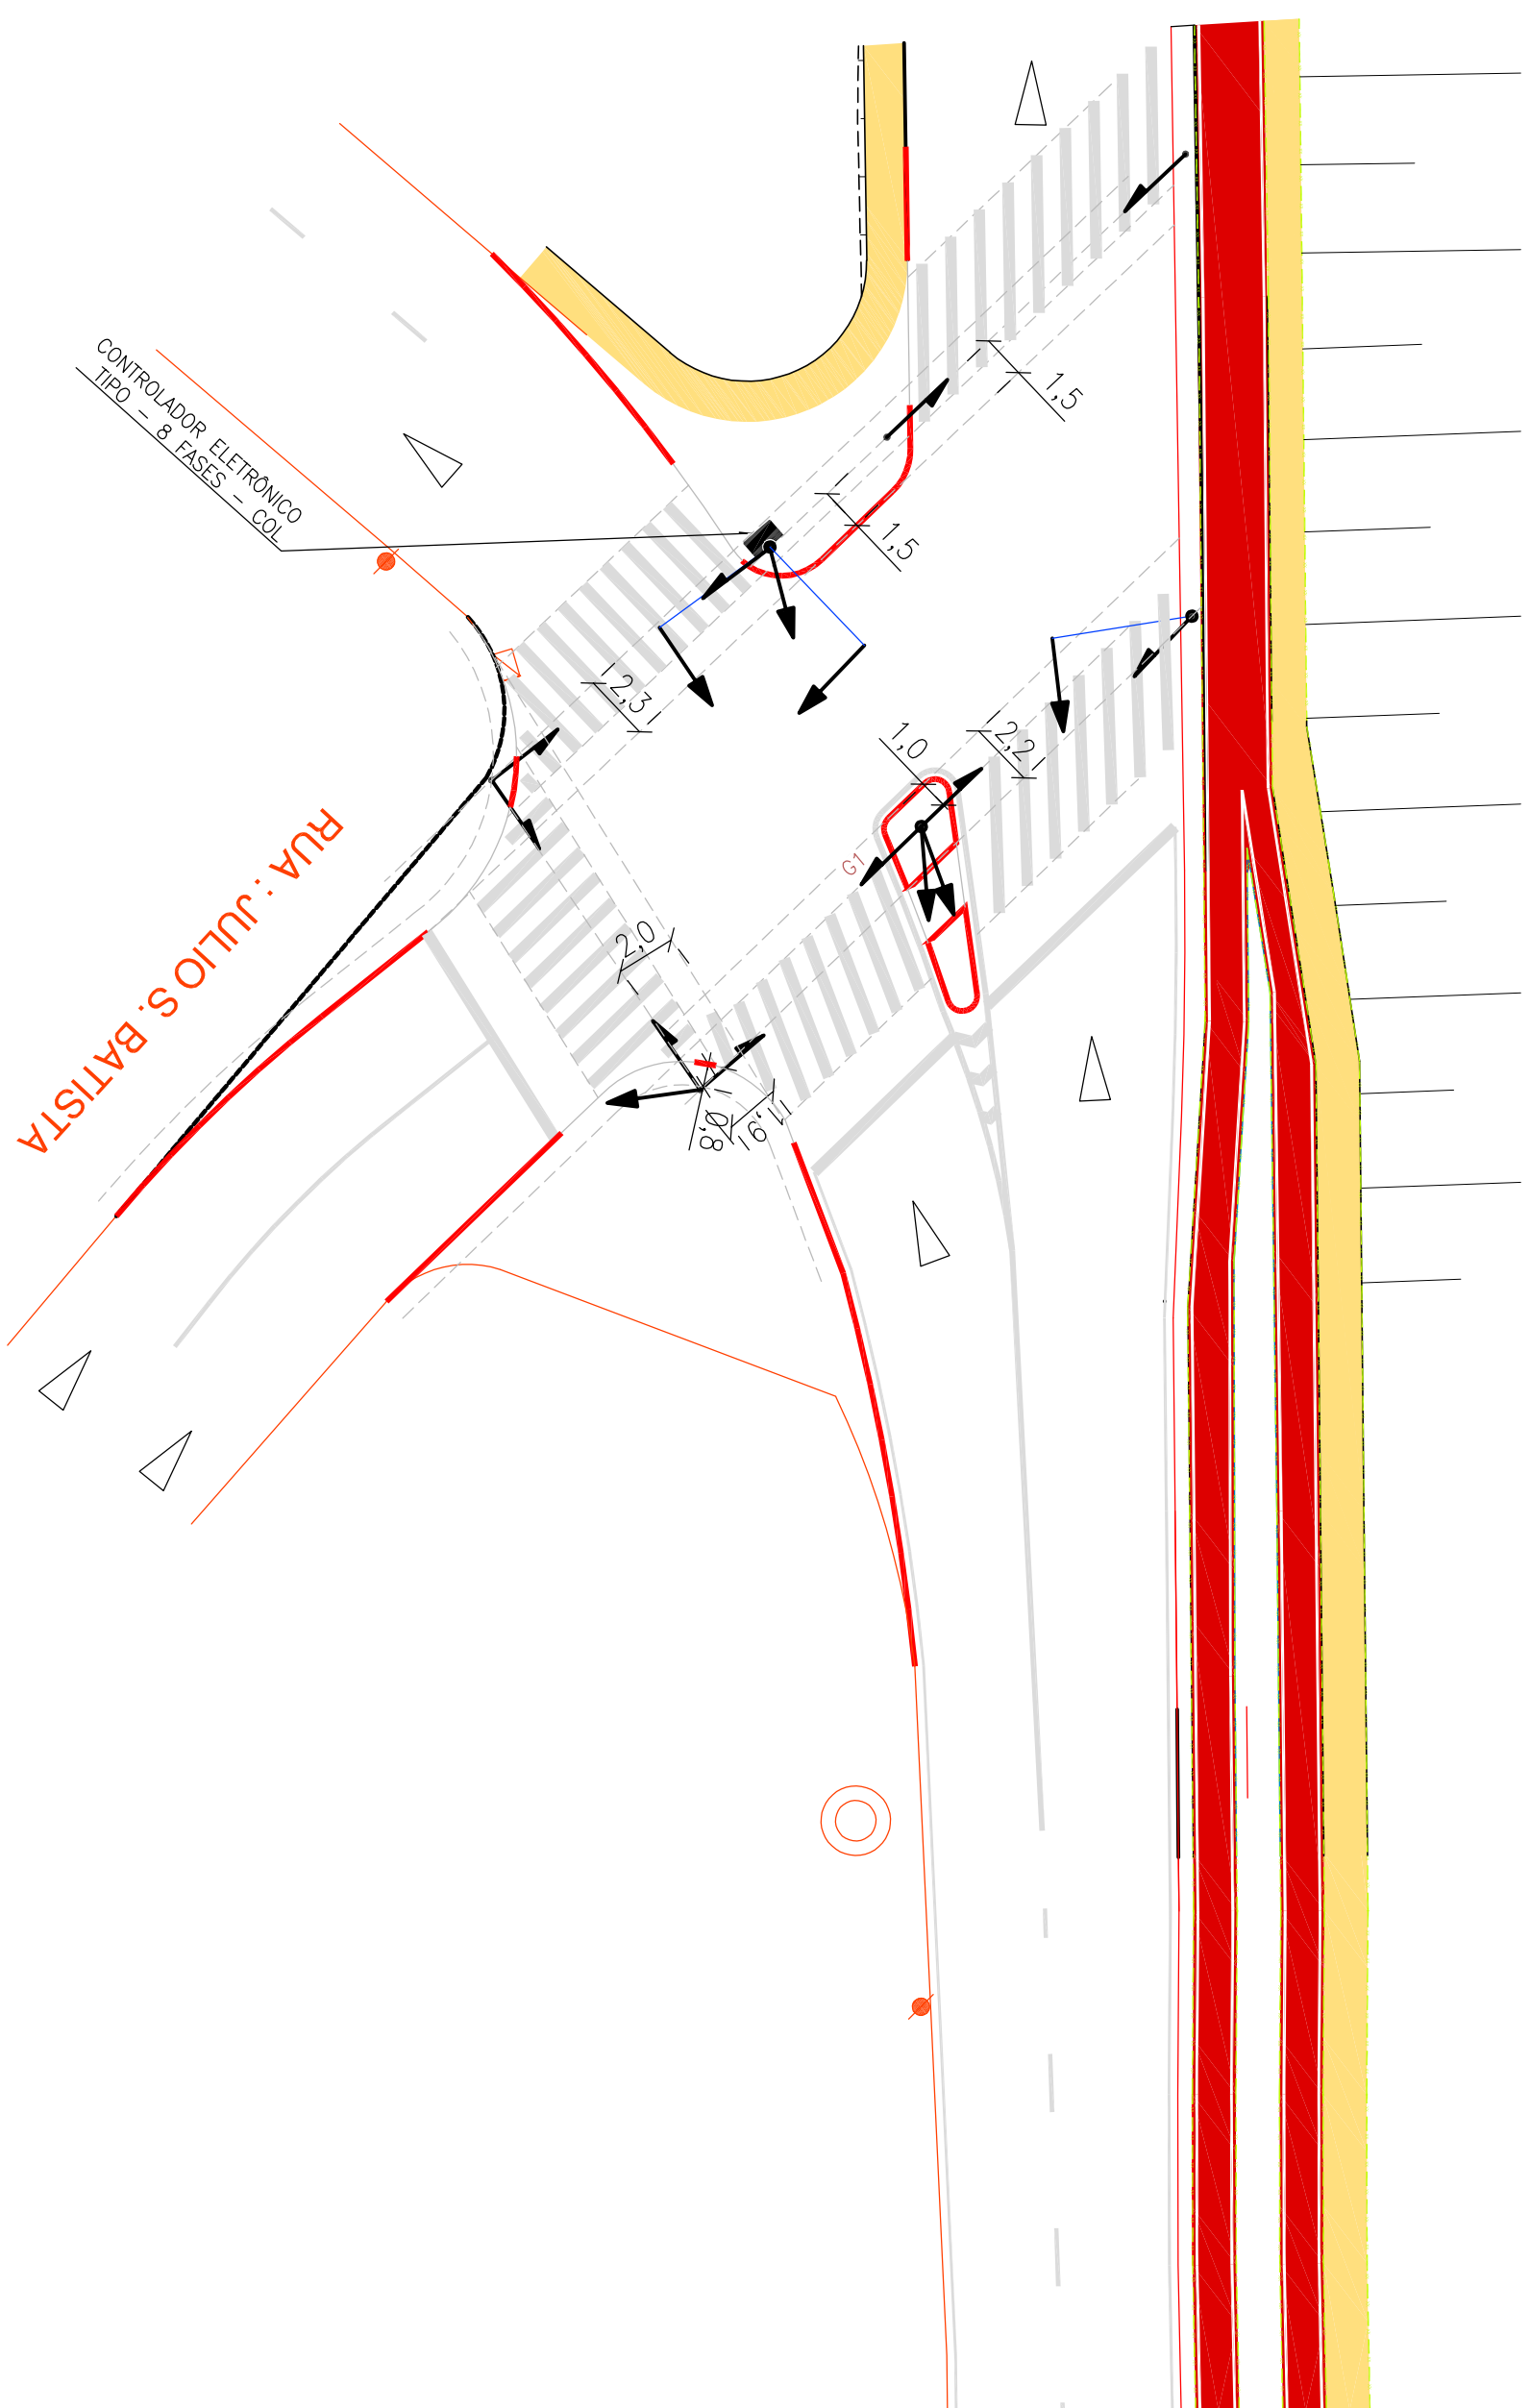 CONTROLADOR ELETRÔNICO
TIPO – 8 FASES – COL
1,5
1,5
2,3
1,0
2,2
G1
RUA : JULIO S. BATISTA
2,0
0,8
1,91